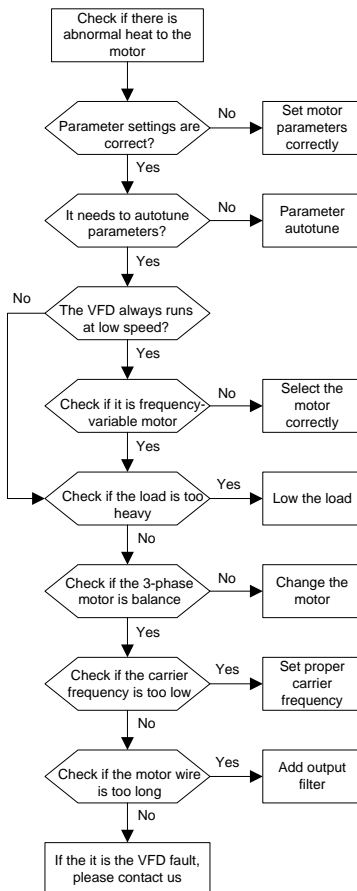 Check if there is
abnormal heat to the
motor
Parameter settings are
correct?
No
Set motor
parameters
correctly
Yes
It needs to autotune
parameters?
No
Parameter
autotune
Yes
No
The VFD always runs
at low speed?
Yes
Check if it is frequency-
variable motor
No
Select the
motor
correctly
Yes
Check if the load is too
heavy
Yes
Low the load
No
Check if the 3-phase
motor is balance
No
Change the
motor
Yes
Check if the carrier
frequency is too low
Yes
Set proper
carrier
frequency
No
Check if the motor wire
is too long
Yes
Add output
filter
No
If the it is the VFD fault,
please contact us